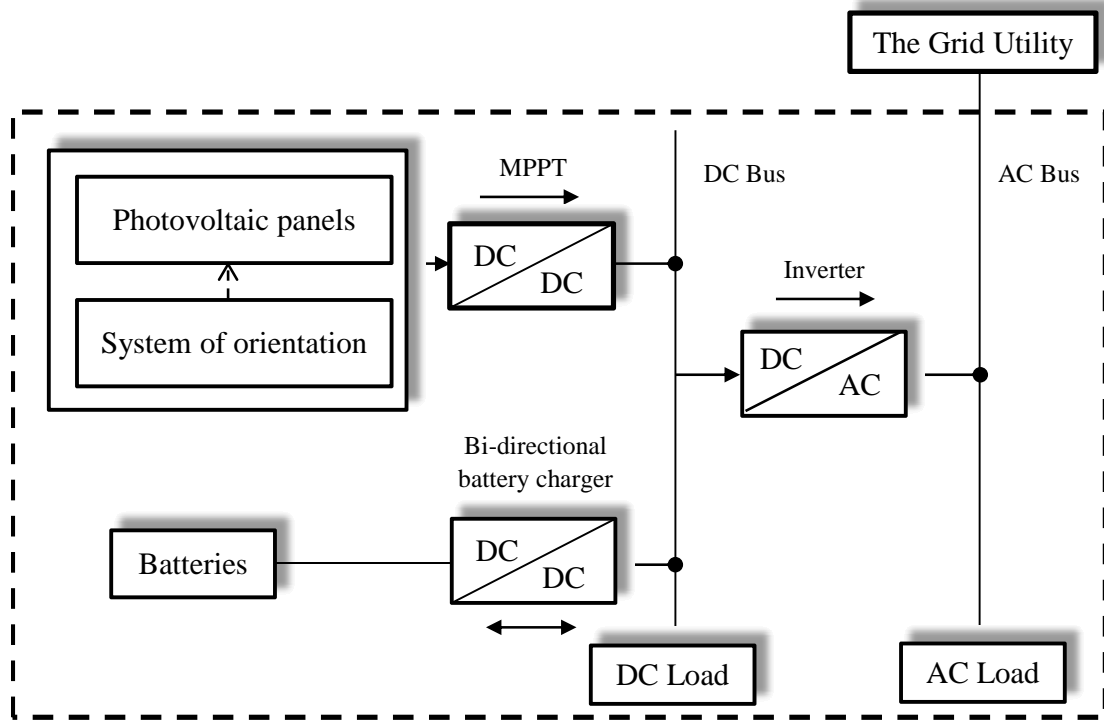 The Grid Utility
MPPT
DC Bus
AC Bus
Photovoltaic panels
DC
DC
Inverter
System of orientation
DC
AC
Bi-directional
battery charger
Batteries
DC
DC
DC Load
AC Load